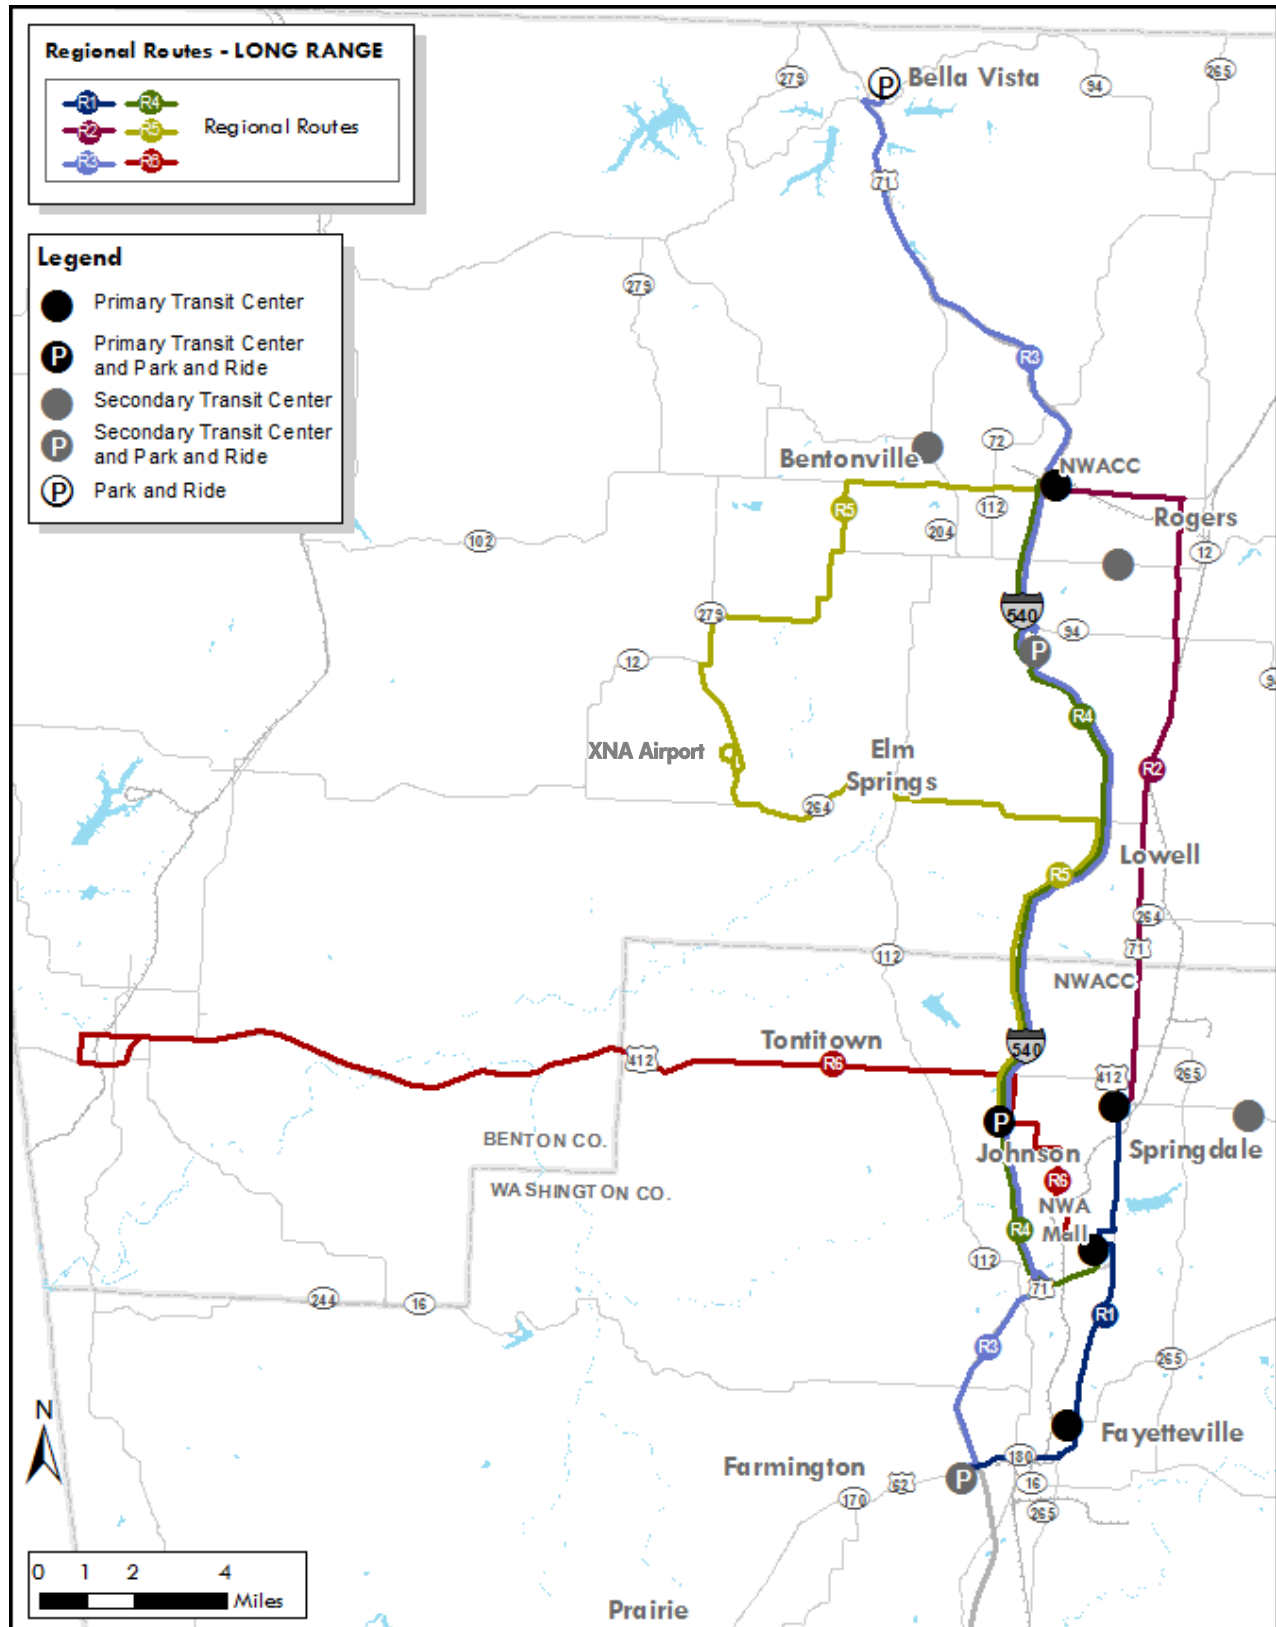 Regional Routes - LONG RANGE
R1 R4
R2 R5 Regional Routes
R3 R6
Legend
Primary Transit Center
P Primary Transit Center
and Park and Ride
Secondary Transit Center
P Secondary Transit Center
and Park and Ride
P Park and Ride
279
P Bella Vista
94
265
71
279
R3
72
Bentonville
NWACC
R5
112
Rogers
204
102
12
540
279
94
P
12
R4
XNA Airport
Elm
Springs
R2
264
Lowell
R5
264
71
112
NWACC
540
Tontitown
412
R6
412
265
P
BENTON CO.
Johnson
Springdale
WASHINGTON CO.
R6
NWA
Mall
R4
112
71
244
16
R1
R3
265
N
Fayetteville
Farmington
180
P
62
16
170
265
0 1 2 4
Miles
Prairie